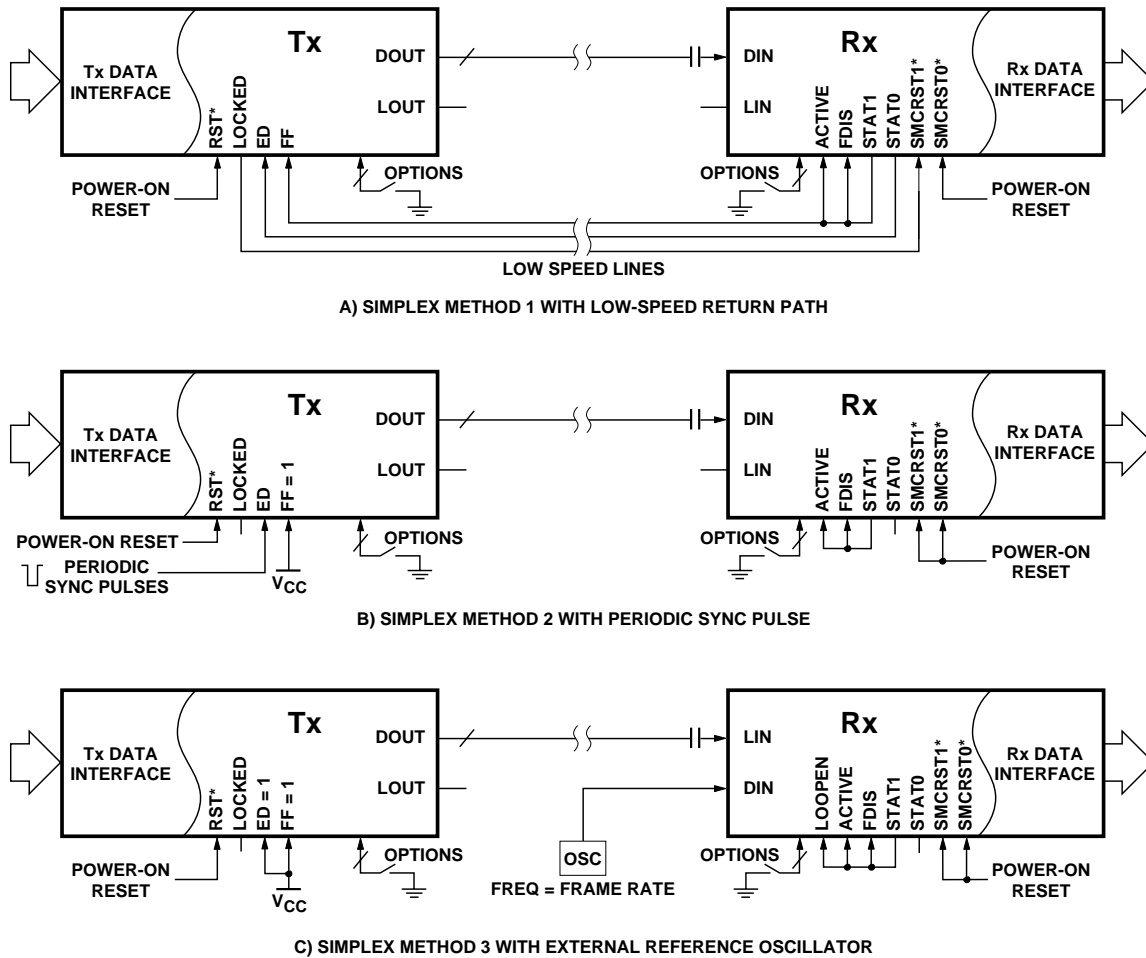 Tx
Tx DATA
INTERFACE
DOUT
LOUT
RST*
LOCKED
ED
FF
OPTIONS
POWER-ON
RESET
Rx
DIN
LIN
ACTIVE
FDIS
STAT1
STAT0
SMCRST1*
SMCRST0*
Rx DATA
INTERFACE
OPTIONS
POWER-ON
RESET
LOW SPEED LINES
A) SIMPLEX METHOD 1 WITH LOW-SPEED RETURN PATH
Tx
Tx DATA
INTERFACE
DOUT
LOUT
RST*
LOCKED
ED
FF = 1
OPTIONS
POWER-ON RESET
PERIODIC
SYNC PULSES
VCC
Rx
DIN
LIN
ACTIVE
FDIS
STAT1
STAT0
SMCRST1*
SMCRST0*
Rx DATA
INTERFACE
OPTIONS
POWER-ON
RESET
B) SIMPLEX METHOD 2 WITH PERIODIC SYNC PULSE
Tx
Tx DATA
INTERFACE
DOUT
LOUT
RST*
LOCKED
ED = 1
FF = 1
OPTIONS
POWER-ON
RESET
VCC
OSC
FREQ = FRAME RATE
Rx
LIN
DIN
LOOPEN
ACTIVE
FDIS
STAT1
STAT0
SMCRST1*
SMCRST0*
Rx DATA
INTERFACE
OPTIONS
POWER-ON
RESET
C) SIMPLEX METHOD 3 WITH EXTERNAL REFERENCE OSCILLATOR